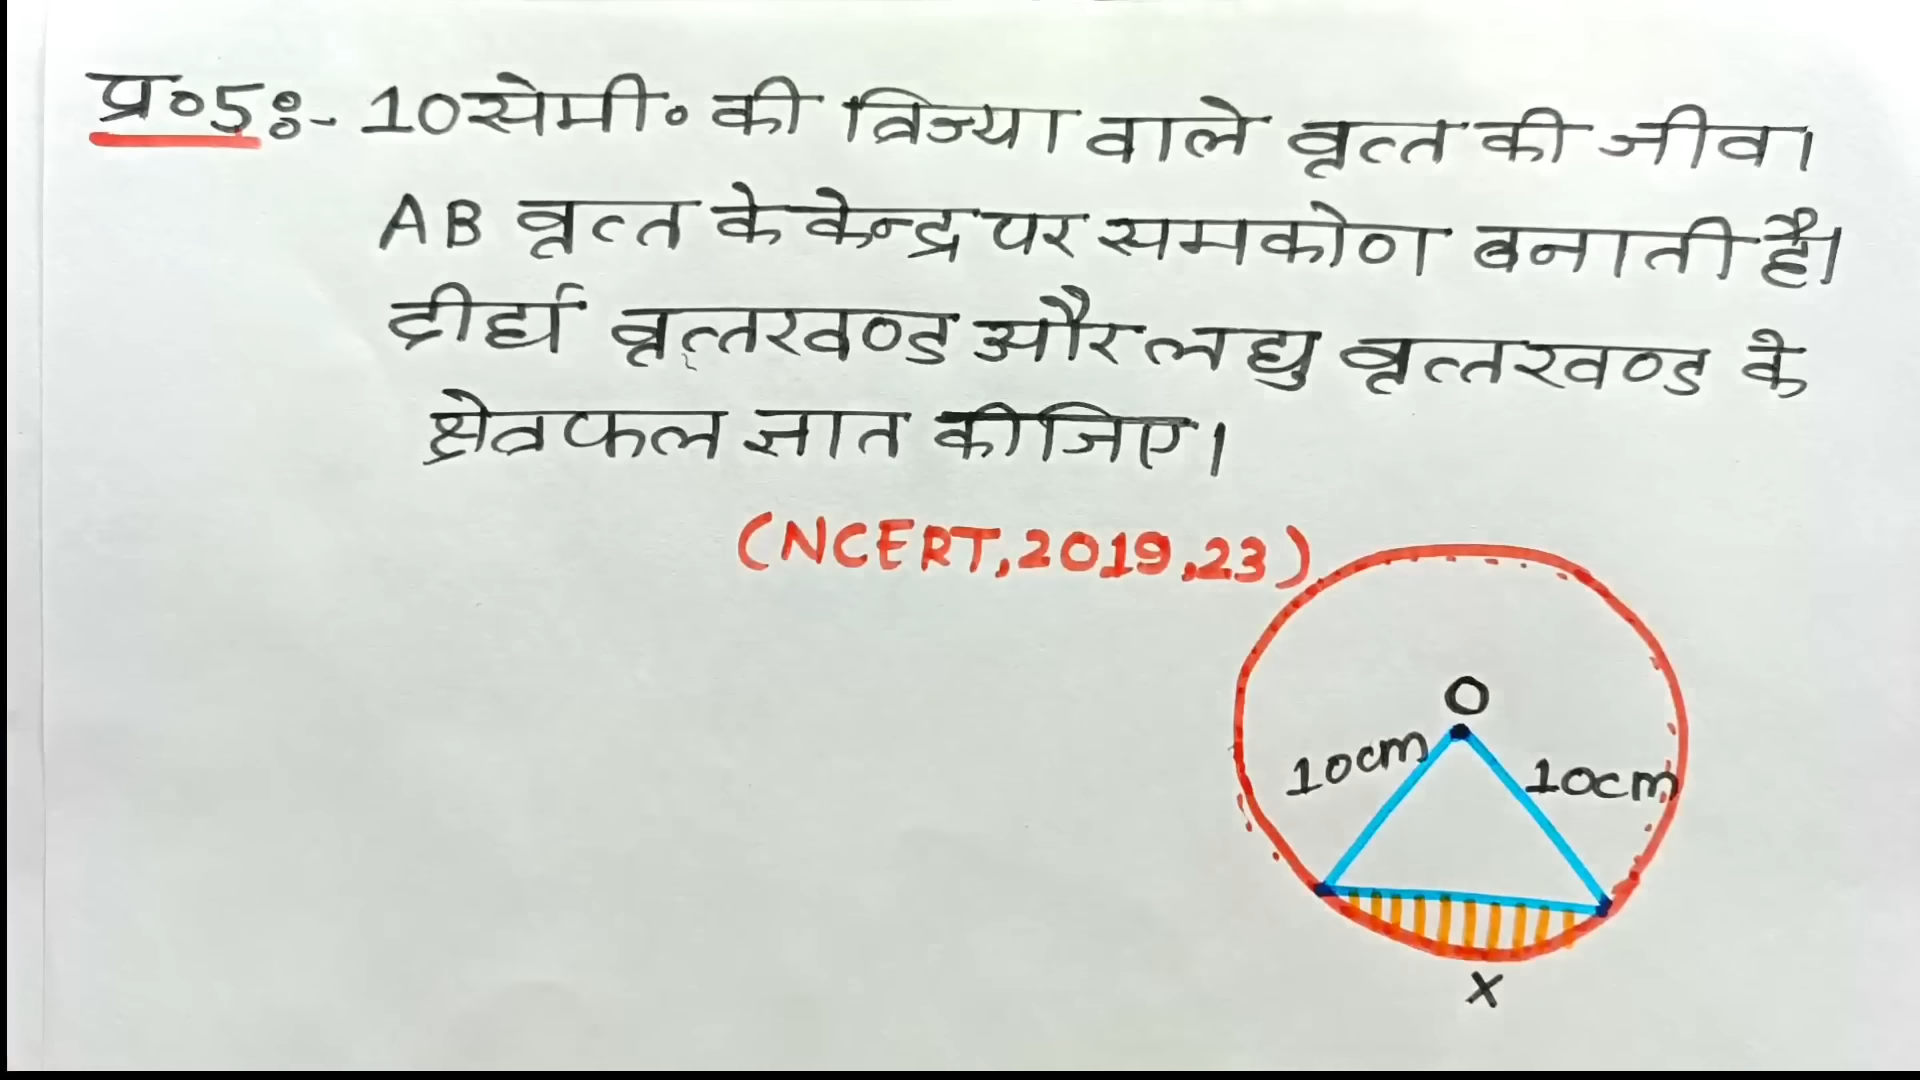 प्र०5ः- 10सेमी० की त्रिज्या वाले वृत्त की जीवा
AB वृत्त के केन्द्र पर समकोण बनाती है।
दीर्घ वृत्तखण्ड और लघु वृत्तखण्ड के
क्षेत्रफल ज्ञात कीजिए।
(NCERT,2019,23)
O
10cm 10cm
X